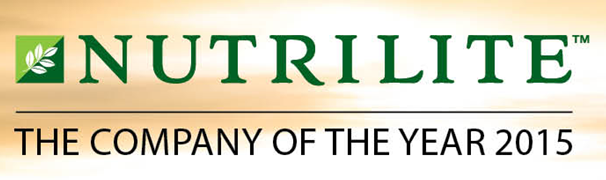 NUTRILITE™
THE COMPANY OF THE YEAR 2015